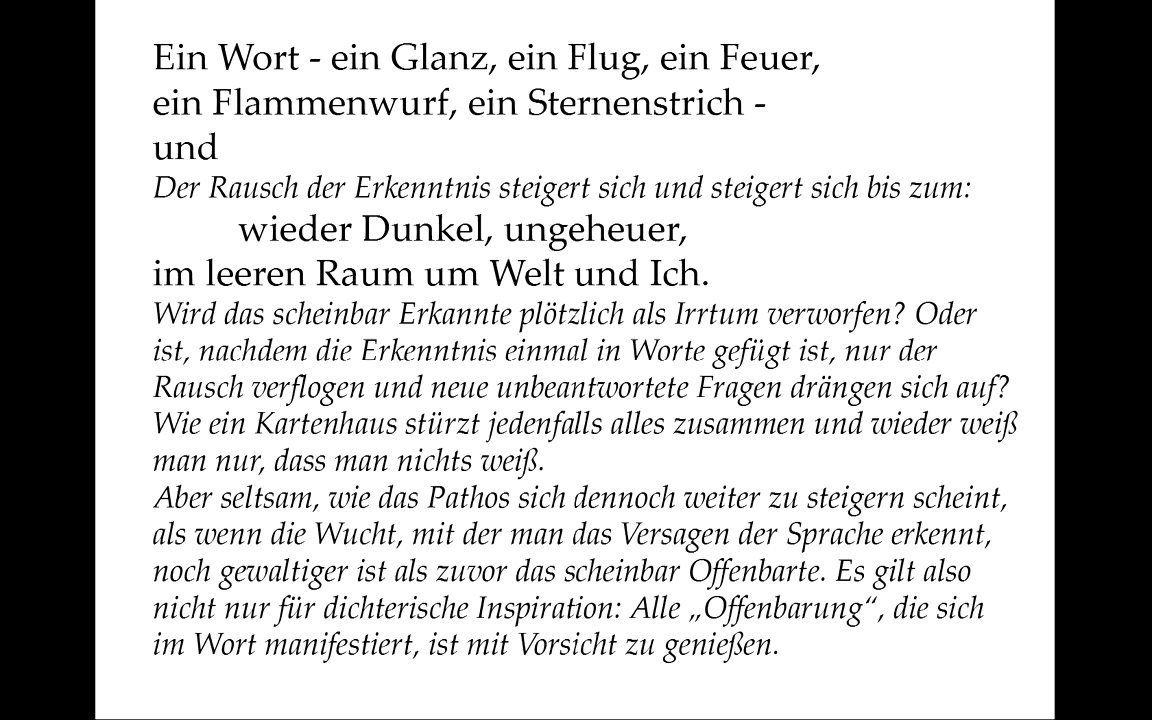 Ein Wort - ein Glanz, ein Flug, ein Feuer,
ein Flammenwurf, ein Sternenstrich -
und
Der Rausch der Erkenntnis steigert sich und steigert sich bis zum:
wieder Dunkel, ungeheuer,
im leeren Raum um Welt und Ich.
Wird das scheinbar Erkannte plötzlich als Irrtum verworfen? Oder
ist, nachdem die Erkenntnis einmal in Worte gefügt ist, nur der
Rausch verflogen und neue unbeantwortete Fragen drängen sich auf?
Wie ein Kartenhaus stürzt jedenfalls alles zusammen und wieder weiß
man nur, dass man nichts weiß.
Aber seltsam, wie das Pathos sich dennoch weiter zu steigern scheint,
als wenn die Wucht, mit der man das Versagen der Sprache erkennt,
noch gewaltiger ist als zuvor das scheinbar Offenbarte. Es gilt also
nicht nur für dichterische Inspiration: Alle „Offenbarung“, die sich
im Wort manifestiert, ist mit Vorsicht zu genießen.